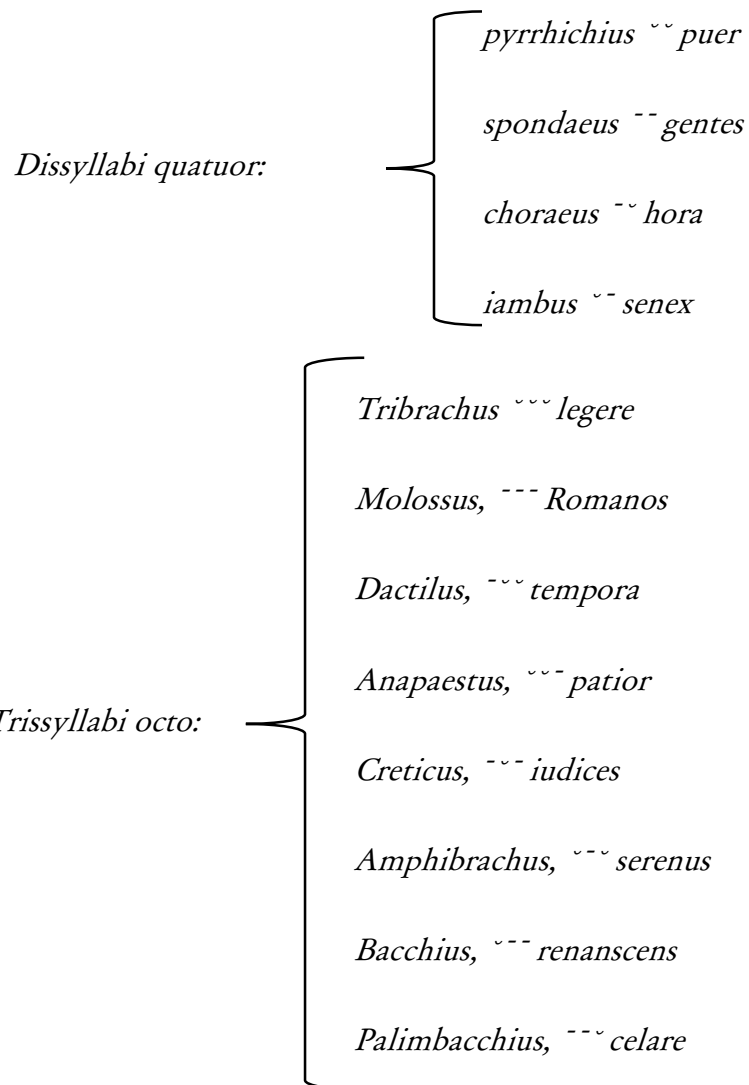 Dissyllabi quatuor:
pyrrhichius ˘˘ puer
spondaeus ¯¯ gentes
choraeus ¯˘ hora
iambus ˘¯ senex
Trissyllabi octo:
Tribrachus ˘˘˘ legere
Molossus, ¯¯¯ Romanos
Dactilus, ¯˘˘ tempora
Anapaestus, ˘˘¯ patior
Creticus, ¯˘¯ iudices
Amphibrachus, ˘¯˘ serenus
Bacchius, ˘¯¯ renanscens
Palimbacchius, ¯¯˘ celare